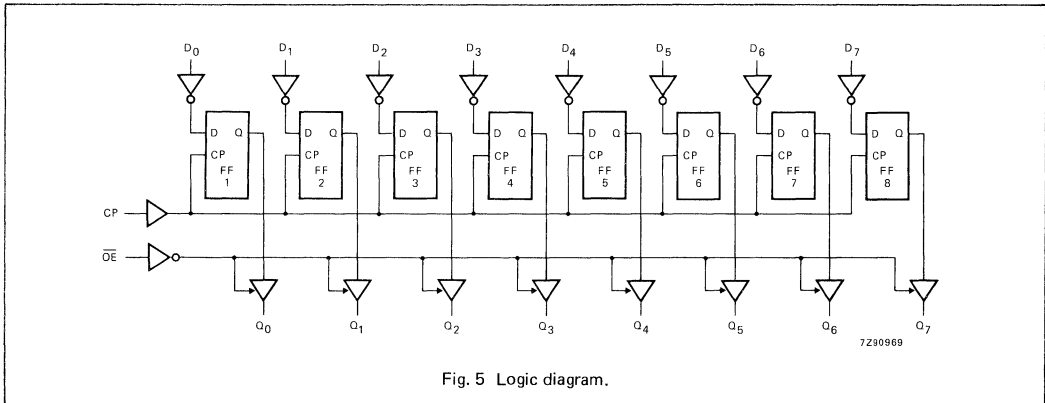 D0 D1 D2 D3 D4 D5 D6 D7
D Q D Q D Q D Q D Q D Q D Q D Q
CP CP CP CP CP CP CP CP
FF FF FF FF FF FF FF FF
1 2 3 4 5 6 7 8
CP
OE
Q0 Q1 Q2 Q3 Q4 Q5 Q6 Q7
7Z90969
Fig. 5 Logic diagram.